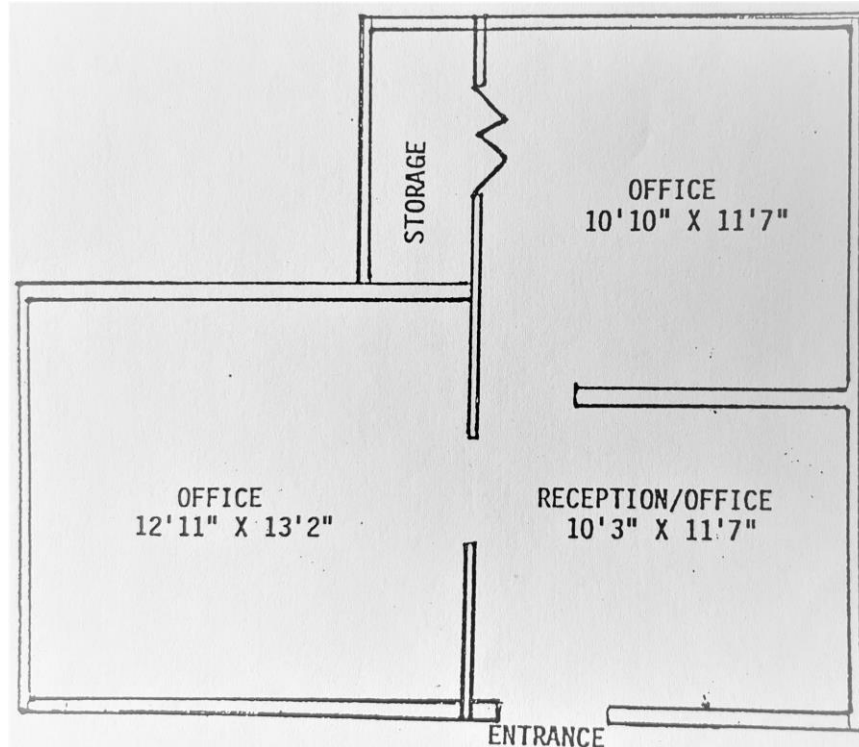 STORAGE
OFFICE
10'10" X 11'7"
OFFICE
12'11" X 13'2"
RECEPTION/OFFICE
10'3" X 11'7"
ENTRANCE